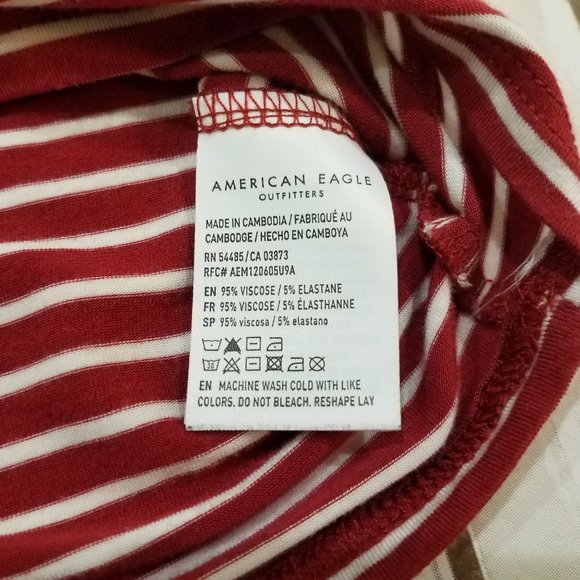 AMERICAN EAGLE
OUTFITTERS
MADE IN CAMBODIA / FABRIQUÉ AU
CAMBODGE / HECHO EN CAMBOYA
RN 54485 / CA 03873
RFC# AEM120605U9A
EN 95% VISCOSE / 5% ELASTANE
FR 95% VISCOSE / 5% ÉLASTHANNE
SP 95% viscosa / 5% elastano
30
EN MACHINE WASH COLD WITH LIKE
COLORS. DO NOT BLEACH. RESHAPE LAY